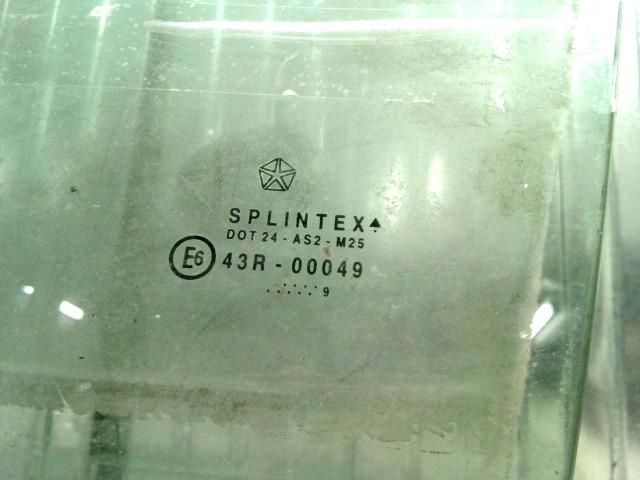 SPLINTEX
DOT 24 - AS2 - M25
E6 43R - 00049
9